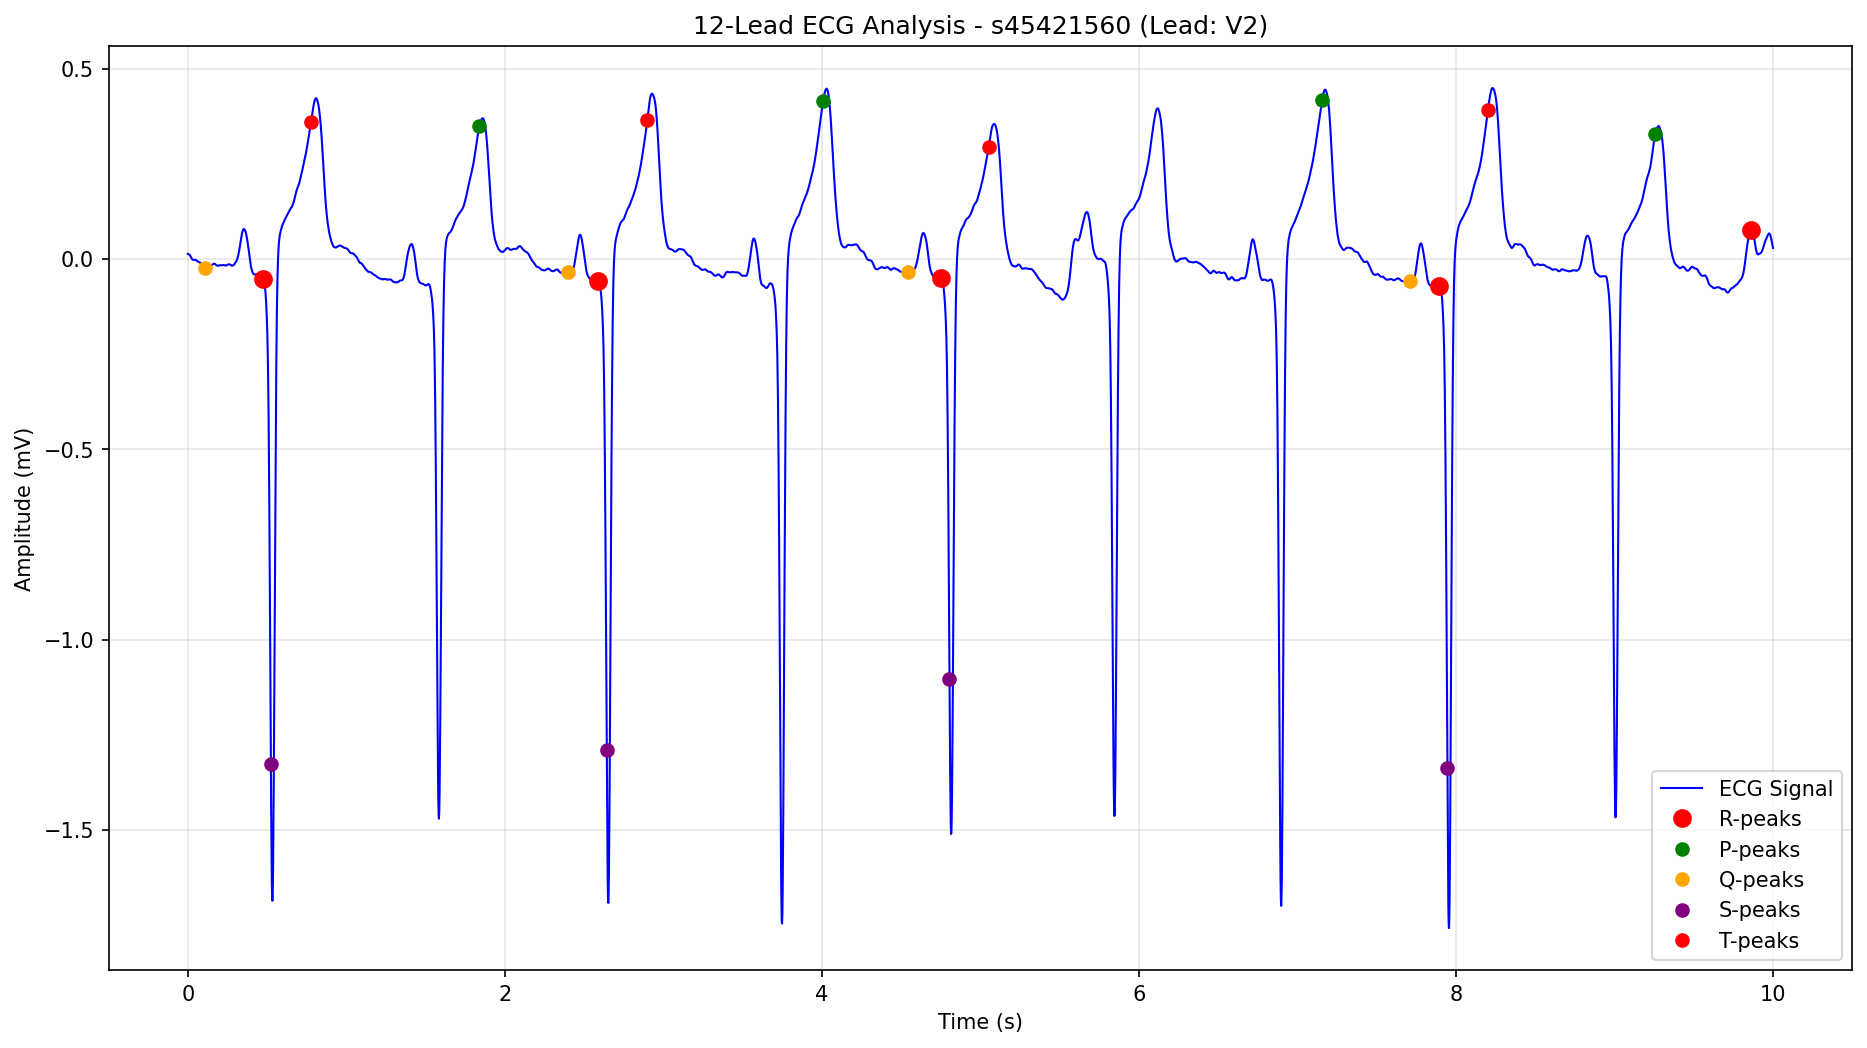 12-Lead ECG Analysis - s45421560 (Lead: V2)
0.5
0.0
−0.5
−1.0
−1.5
Amplitude (mV)
0 2 4 6 8 10
Time (s)
ECG Signal
R-peaks
P-peaks
Q-peaks
S-peaks
T-peaks